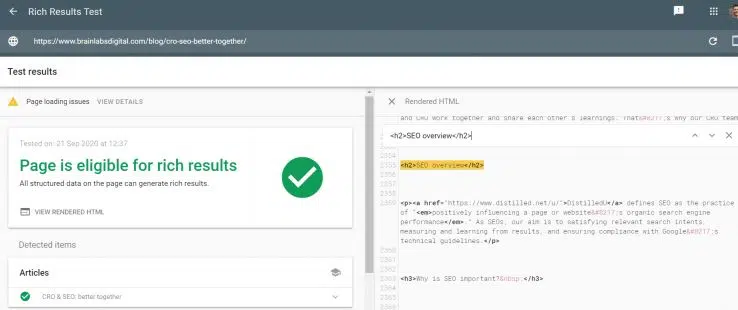 Rich Results Test
https://www.brainlabsdigital.com/blog/cro-seo-better-together/
Test results
Page loading issues VIEW DETAILS
Tested on: 21 Sep 2020 at 12:37
Page is eligible for rich results
All structured data on the page can generate rich results.
VIEW RENDERED HTML
Detected items
Articles
CRO & SEO: better together
Rendered HTML
and CRO work together and share each other s learnings. That&#8217;s why our CRO team
<h2>SEO overview</h2>
2354
2355 <h2>SEO overview</h2>
2356
2357
2358
2359 <p><a href="https://www.distilled.net/u/">DistilledU</a> defines SEO as the practice
of "<em>positively influencing a page or website&#8217;s organic search engine
performance</em>." As SEOs, our aim is to satisfying relevant search intents,
measuring and learning from results, and ensuring compliance with Google&#8217;s
technical guidelines.</p>
2360
2361
2362
2363 <h3>Why is SEO important?&nbsp;</h3>
2364
2365